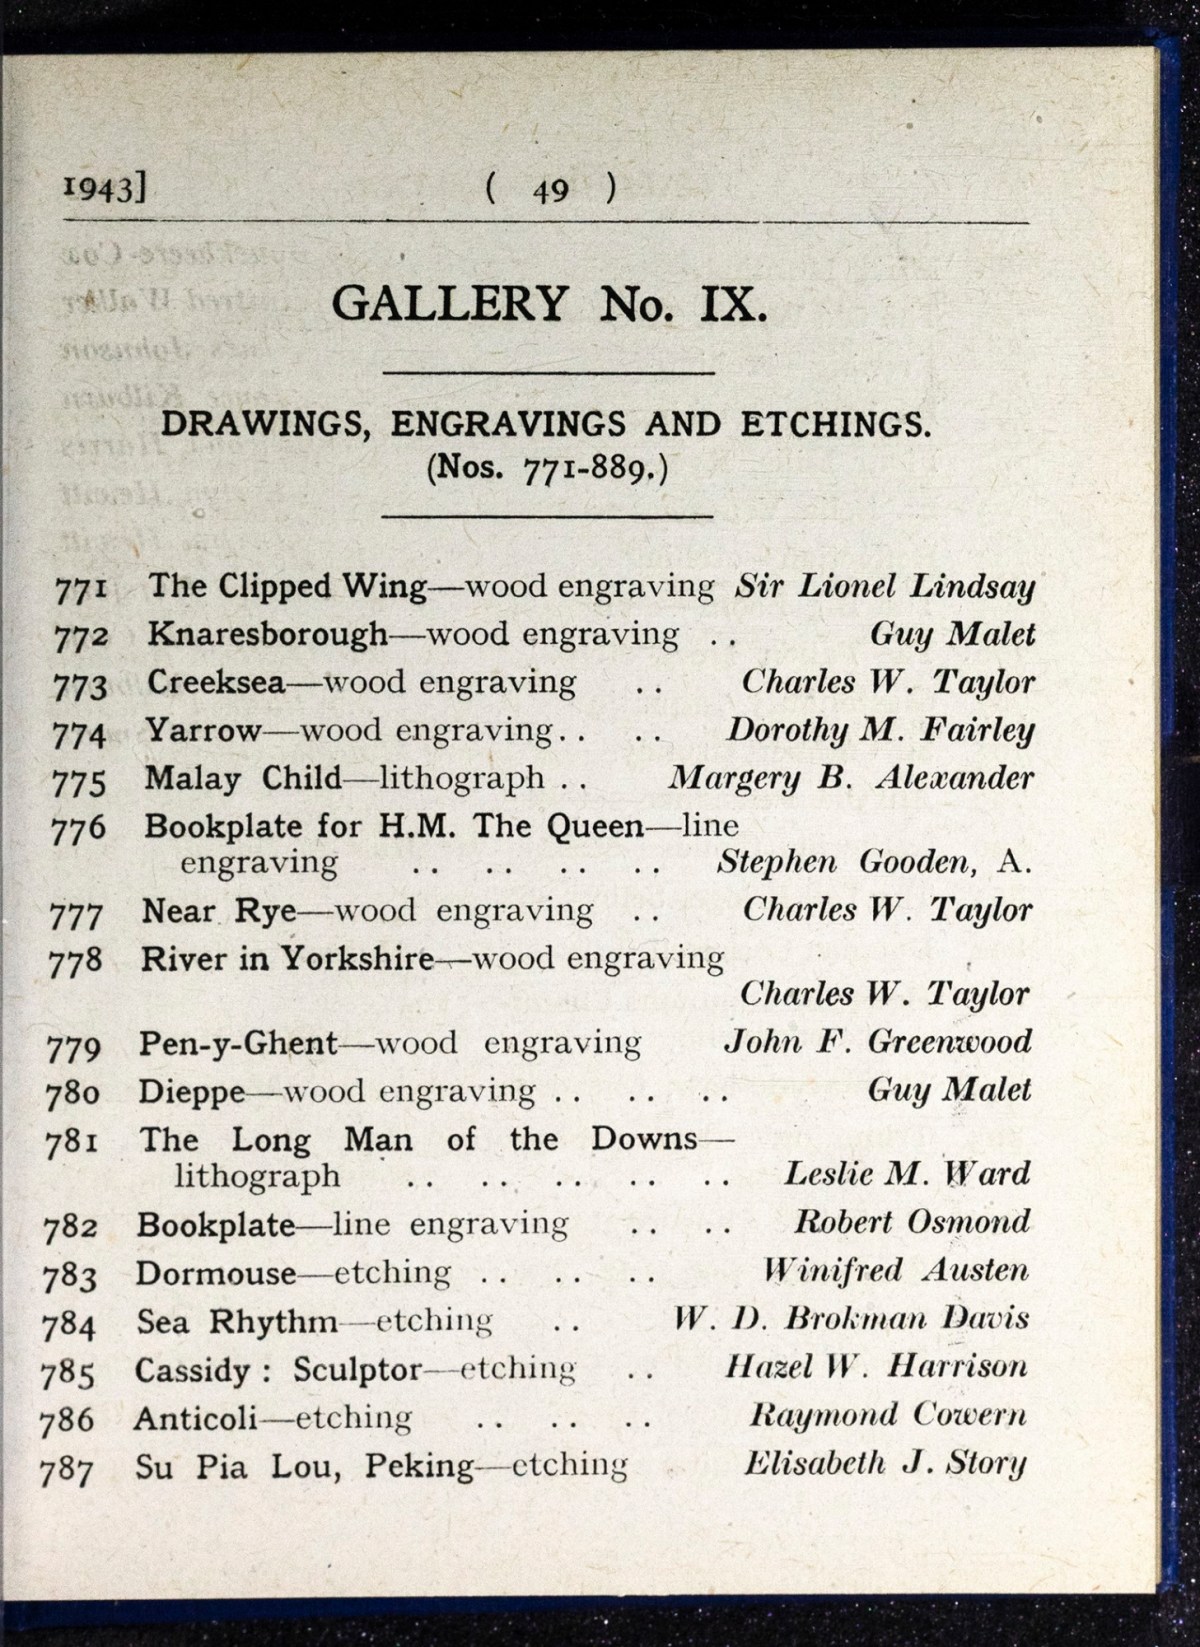 1943] ( 49 )
GALLERY No. IX.
DRAWINGS, ENGRAVINGS AND ETCHINGS.
(Nos. 771-889.)
771 The Clipped Wing—wood engraving Sir Lionel Lindsay
772 Knaresborough—wood engraving .. Guy Malet
773 Creeksea—wood engraving .. Charles W. Taylor
774 Yarrow—wood engraving.. .. Dorothy M. Fairley
775 Malay Child—lithograph .. Margery B. Alexander
776 Bookplate for H.M. The Queen—line
engraving .. .. .. .. Stephen Gooden, A.
777 Near Rye—wood engraving .. Charles W. Taylor
778 River in Yorkshire—wood engraving
Charles W. Taylor
779 Pen-y-Ghent—wood engraving John F. Greenwood
780 Dieppe—wood engraving .. .. .. Guy Malet
781 The Long Man of the Downs—
lithograph .. .. .. .. .. Leslie M. Ward
782 Bookplate—line engraving .. .. Robert Osmond
783 Dormouse—etching .. .. .. Winifred Austen
784 Sea Rhythm—etching .. W. D. Brokman Davis
785 Cassidy : Sculptor—etching .. Hazel W. Harrison
786 Anticoli—etching .. .. .. Raymond Cowern
787 Su Pia Lou, Peking—etching Elisabeth J. Story